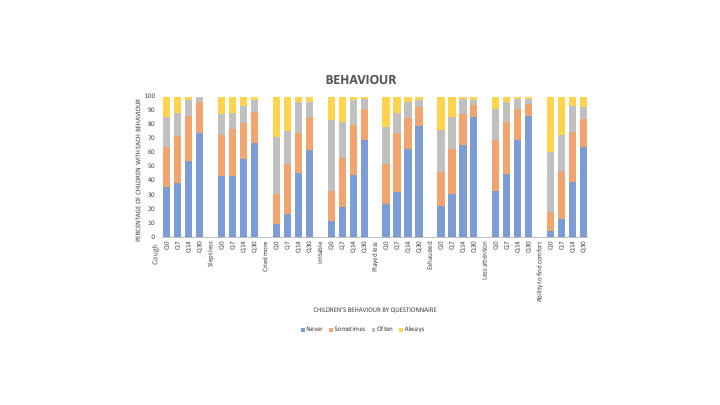 BEHAVIOUR
PERCENTAGE OF CHILDREN WITH EACH BEHAVIOUR
100
90
80
70
60
50
40
30
20
10
0
Cough Q0 Q7 Q14 Q30 Slept less Q0 Q7 Q14 Q30 Cried more Q0 Q7 Q14 Q30 Irritable Q0 Q7 Q14 Q30 Played less Q0 Q7 Q14 Q30 Exhausted Q0 Q7 Q14 Q30 Less attention Q0 Q7 Q14 Q30 Ability to find comfort Q0 Q7 Q14 Q30
CHILDREN'S BEHAVIOUR BY QUESTIONNAIRE
Never Sometimes Often Always